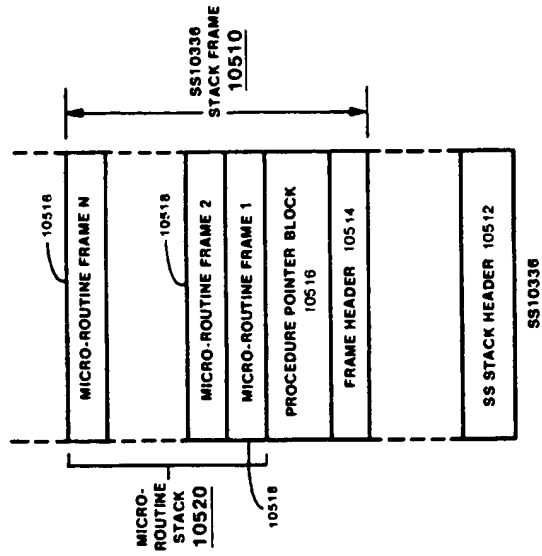 10516
MICRO-ROUTINE FRAME N
10518
MICRO-ROUTINE FRAME 2
MICRO-ROUTINE FRAME 1
PROCEDURE POINTER BLOCK
10516
FRAME HEADER 10514
SS STACK HEADER 10512
SS10336
SS10336
STACK FRAME
10510
MICRO-
ROUTINE
STACK
10520
10518